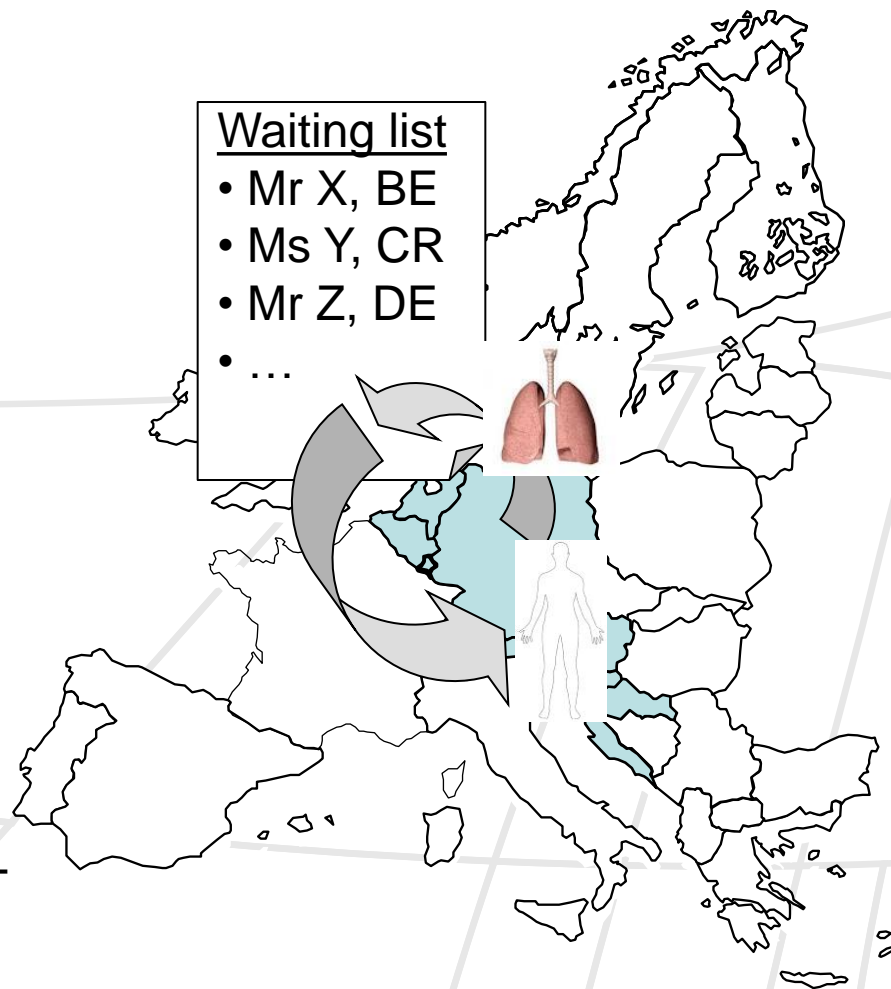 Waiting list
• Mr X, BE
• Ms Y, CR
• Mr Z, DE
• …